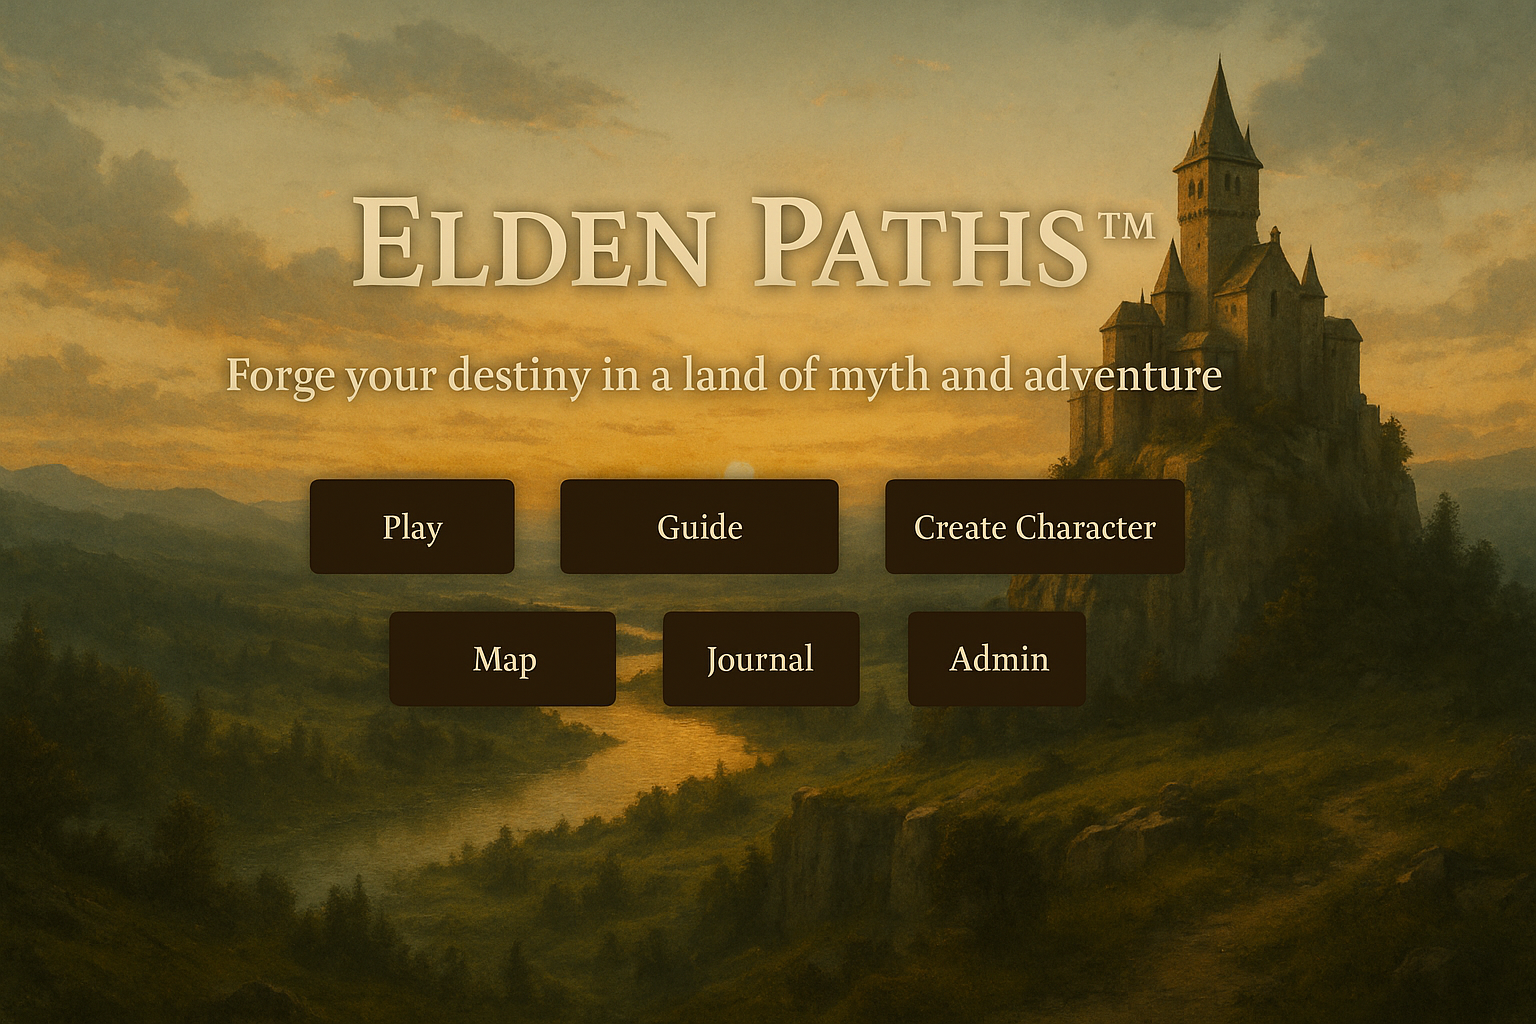 ELDEN PATHS™
Forge your destiny in a land of myth and adventure
Play Guide Create Character
Map Journal Admin